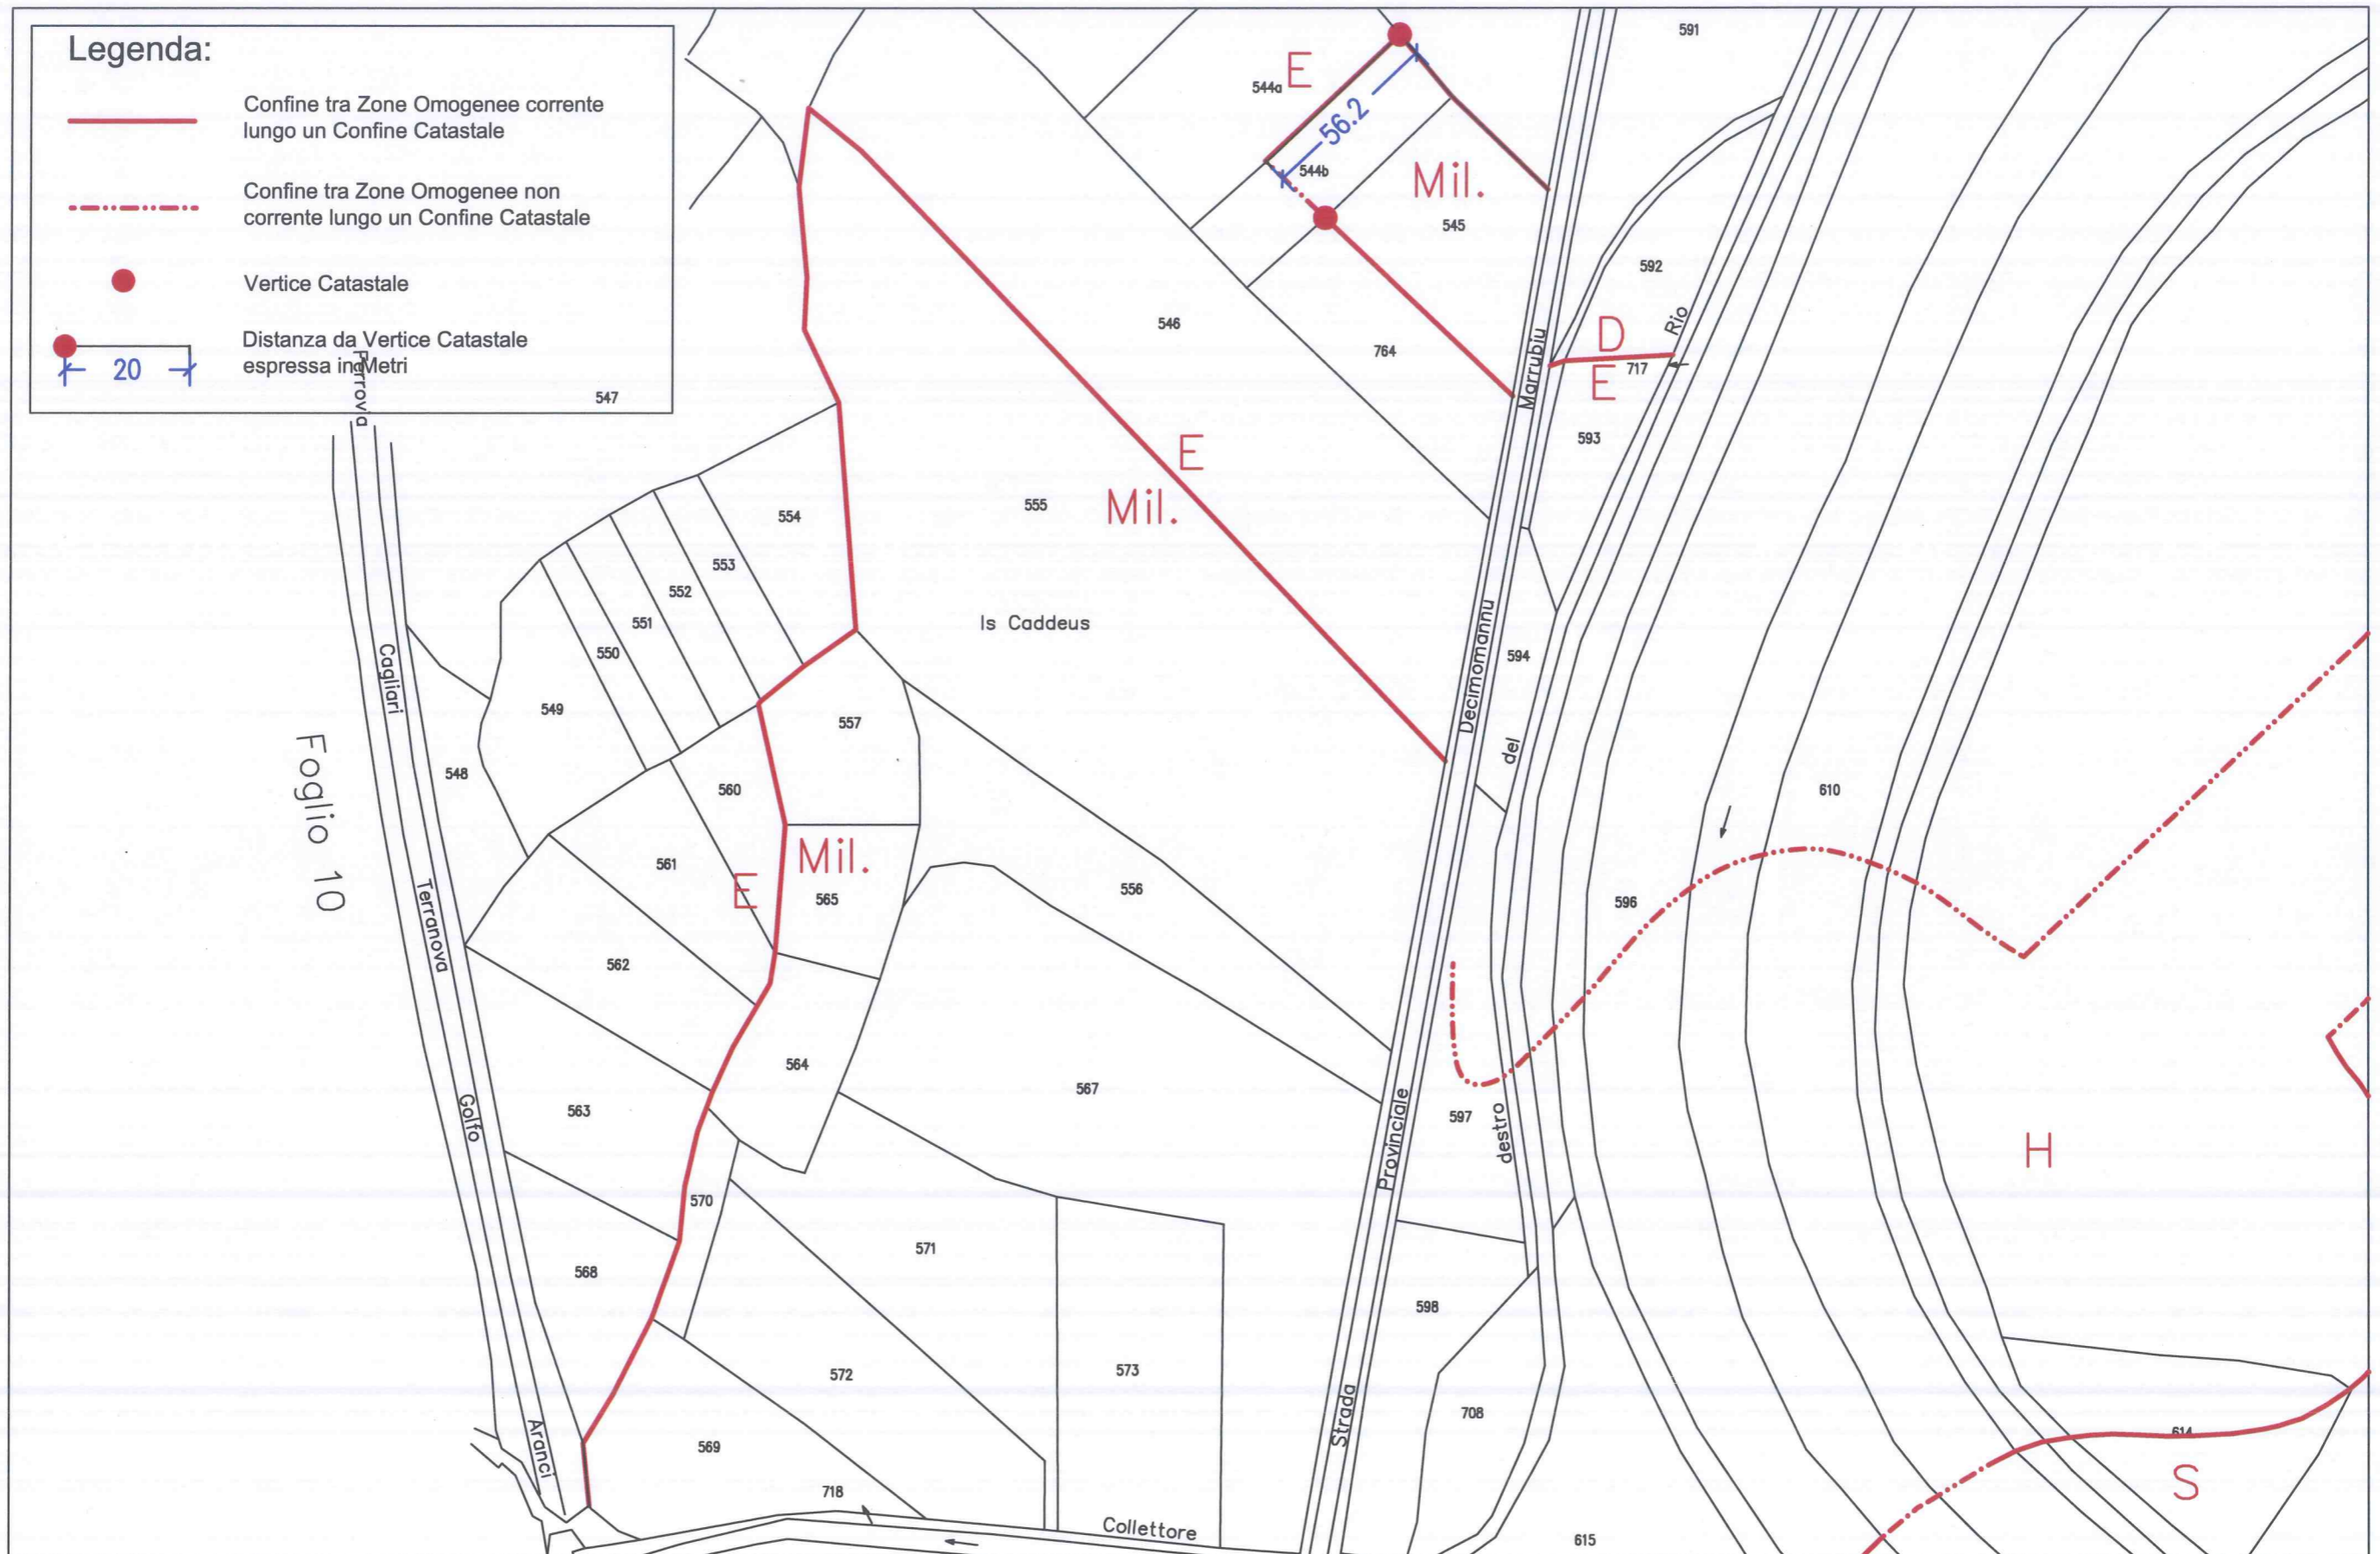 Legenda:
Confine tra Zone Omogenee corrente
lungo un Confine Catastale
Confine tra Zone Omogenee non
corrente lungo un Confine Catastale
Vertice Catastale
Distanza da Vertice Catastale
espressa in Metri
20
Ferrovia
547
591
544a
E
56.2
544b
Mil.
545
592
546
764
Marrubiu
D
Rio
E
717
593
E
555
Mil.
554
553
552
551
550
549
Is Caddeus
Decimomannu
594
del
Cagliari
557
548
560
Foglio 10
610
561
Mil.
E
565
556
596
Terranova
562
564
567
563
Golfo
Provinciale
597
destro
H
570
571
568
598
572
573
708
Strada
614
569
Aranci
718
S
Collettore
615